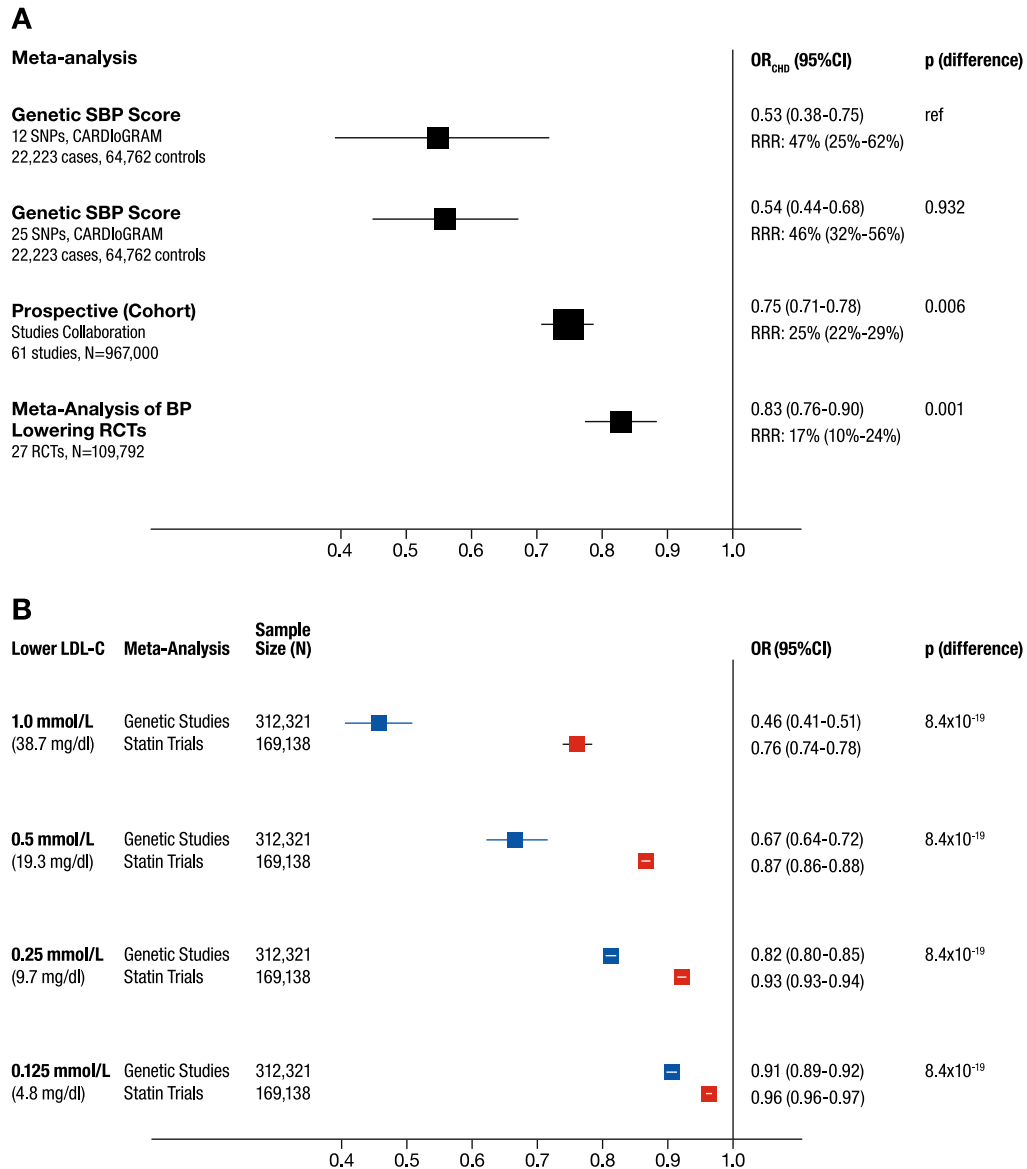 A
Meta-analysis OR_CHD (95%CI) p (difference)
Genetic SBP Score 0.53 (0.38-0.75) ref
12 SNPs, CARDIoGRAM
22,223 cases, 64,762 controls RRR: 47% (25%-62%)
Genetic SBP Score 0.54 (0.44-0.68) 0.932
25 SNPs, CARDIoGRAM RRR: 46% (32%-56%)
22,223 cases, 64,762 controls
Prospective (Cohort) 0.75 (0.71-0.78) 0.006
Studies Collaboration RRR: 25% (22%-29%)
61 studies, N=967,000
Meta-Analysis of BP 0.83 (0.76-0.90) 0.001
Lowering RCTs RRR: 17% (10%-24%)
27 RCTs, N=109,792
0.4 0.5 0.6 0.7 0.8 0.9 1.0
B
Sample
Lower LDL-C Meta-Analysis Size (N) OR (95%CI) p (difference)
1.0 mmol/L Genetic Studies 312,321 0.46 (0.41-0.51) 8.4x10⁻¹⁹
(38.7 mg/dl) Statin Trials 169,138 0.76 (0.74-0.78)
0.5 mmol/L Genetic Studies 312,321 0.67 (0.64-0.72) 8.4x10⁻¹⁹
(19.3 mg/dl) Statin Trials 169,138 0.87 (0.86-0.88)
0.25 mmol/L Genetic Studies 312,321 0.82 (0.80-0.85) 8.4x10⁻¹⁹
(9.7 mg/dl) Statin Trials 169,138 0.93 (0.93-0.94)
0.125 mmol/L Genetic Studies 312,321 0.91 (0.89-0.92) 8.4x10⁻¹⁹
(4.8 mg/dl) Statin Trials 169,138 0.96 (0.96-0.97)
0.4 0.5 0.6 0.7 0.8 0.9 1.0